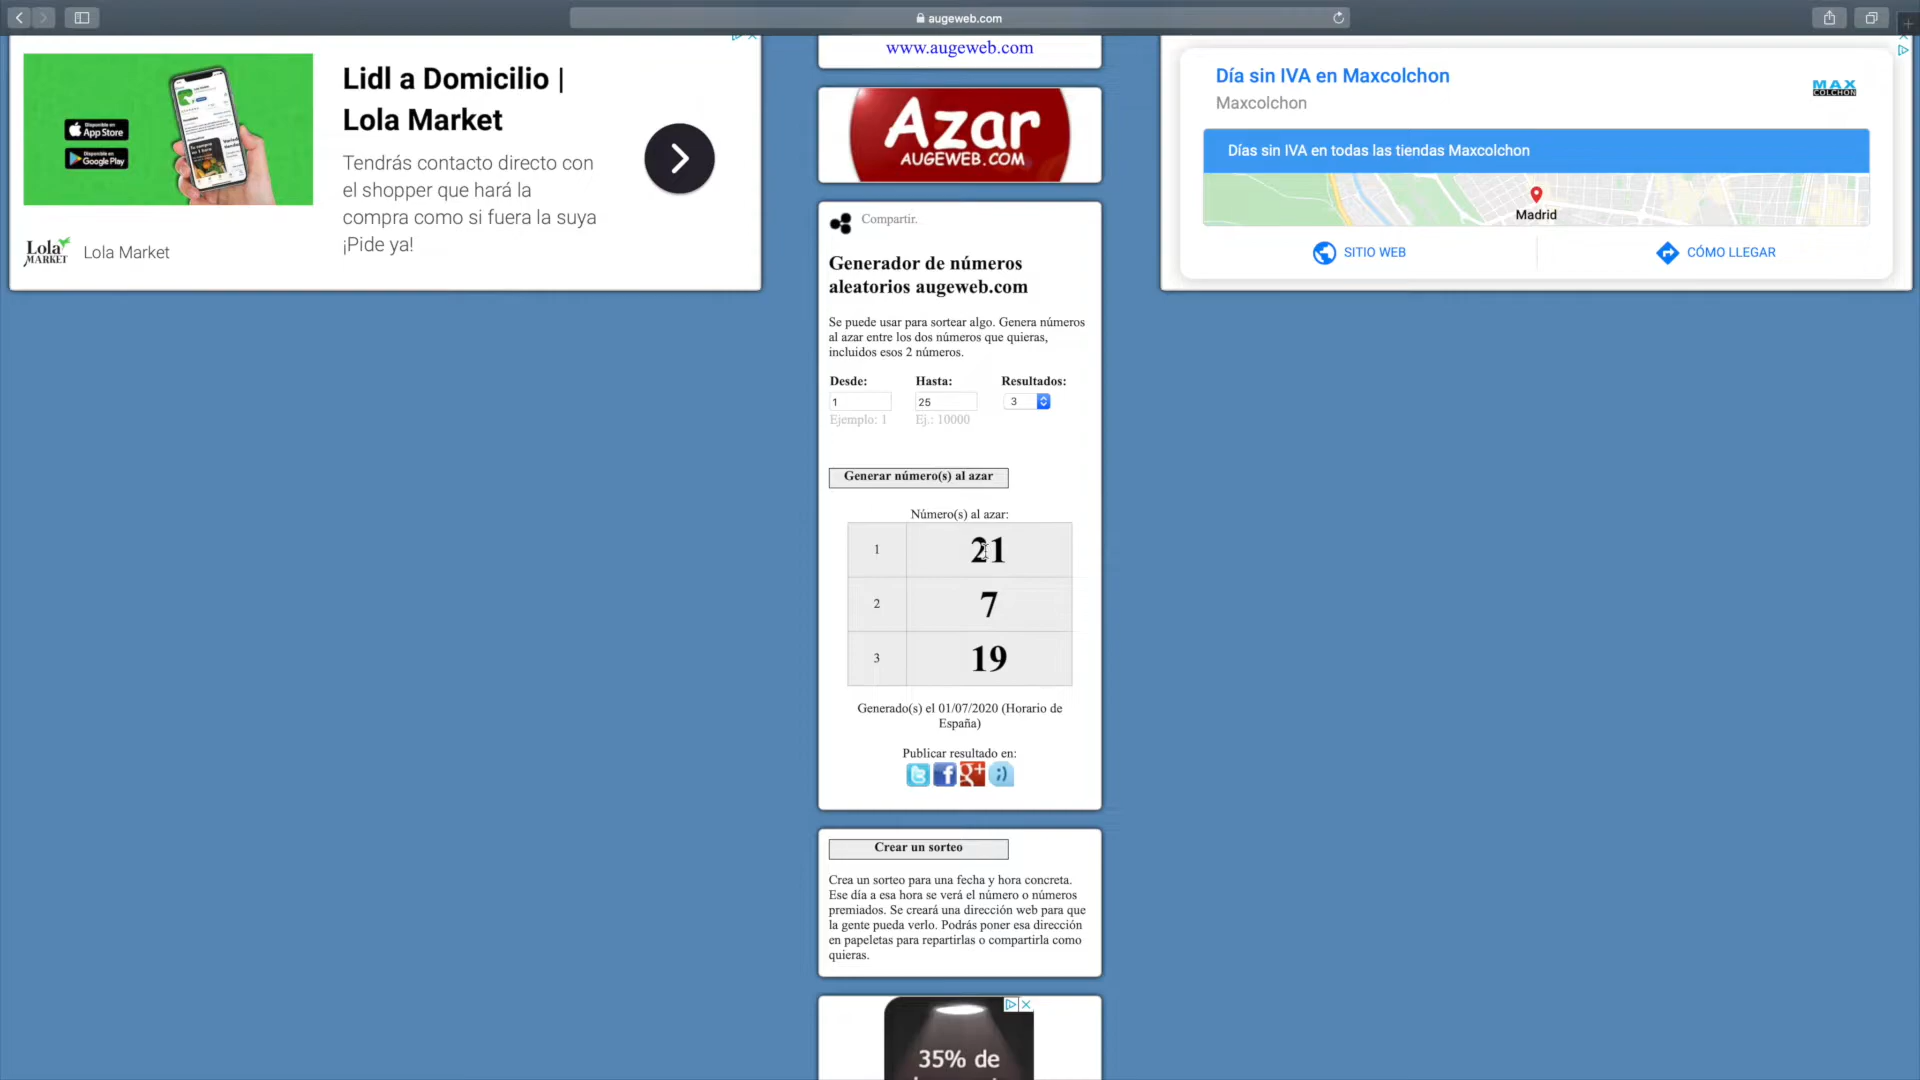 augeweb.com
Lidl a Domicilio |
Lola Market
Tendrás contacto directo con
el shopper que hará la
compra como si fuera la suya
¡Pide ya!
App Store
Google Play
Lola
MARKET
Lola Market
www.augeweb.com
Azar
AUGEWEB.COM
Compartir.
Generador de números
aleatorios augeweb.com
Se puede usar para sortear algo. Genera números
al azar entre los dos números que quieras,
incluidos esos 2 números.
Desde: Hasta: Resultados:
1 25 3
Ejemplo: 1 Ej.: 10000
Generar número(s) al azar
Número(s) al azar:
1 21
2 7
3 19
Generado(s) el 01/07/2020 (Horario de
España)
Publicar resultado en:
Crear un sorteo
Crea un sorteo para una fecha y hora concreta.
Ese día a esa hora se verá el número o números
premiados. Se creará una dirección web para que
la gente pueda verlo. Podrás poner esa dirección
en papeletas para repartirlas o compartirla como
quieras.
35% de
Día sin IVA en Maxcolchon
Maxcolchon
MAX
COLCHON
Días sin IVA en todas las tiendas Maxcolchon
Madrid
SITIO WEB
CÓMO LLEGAR